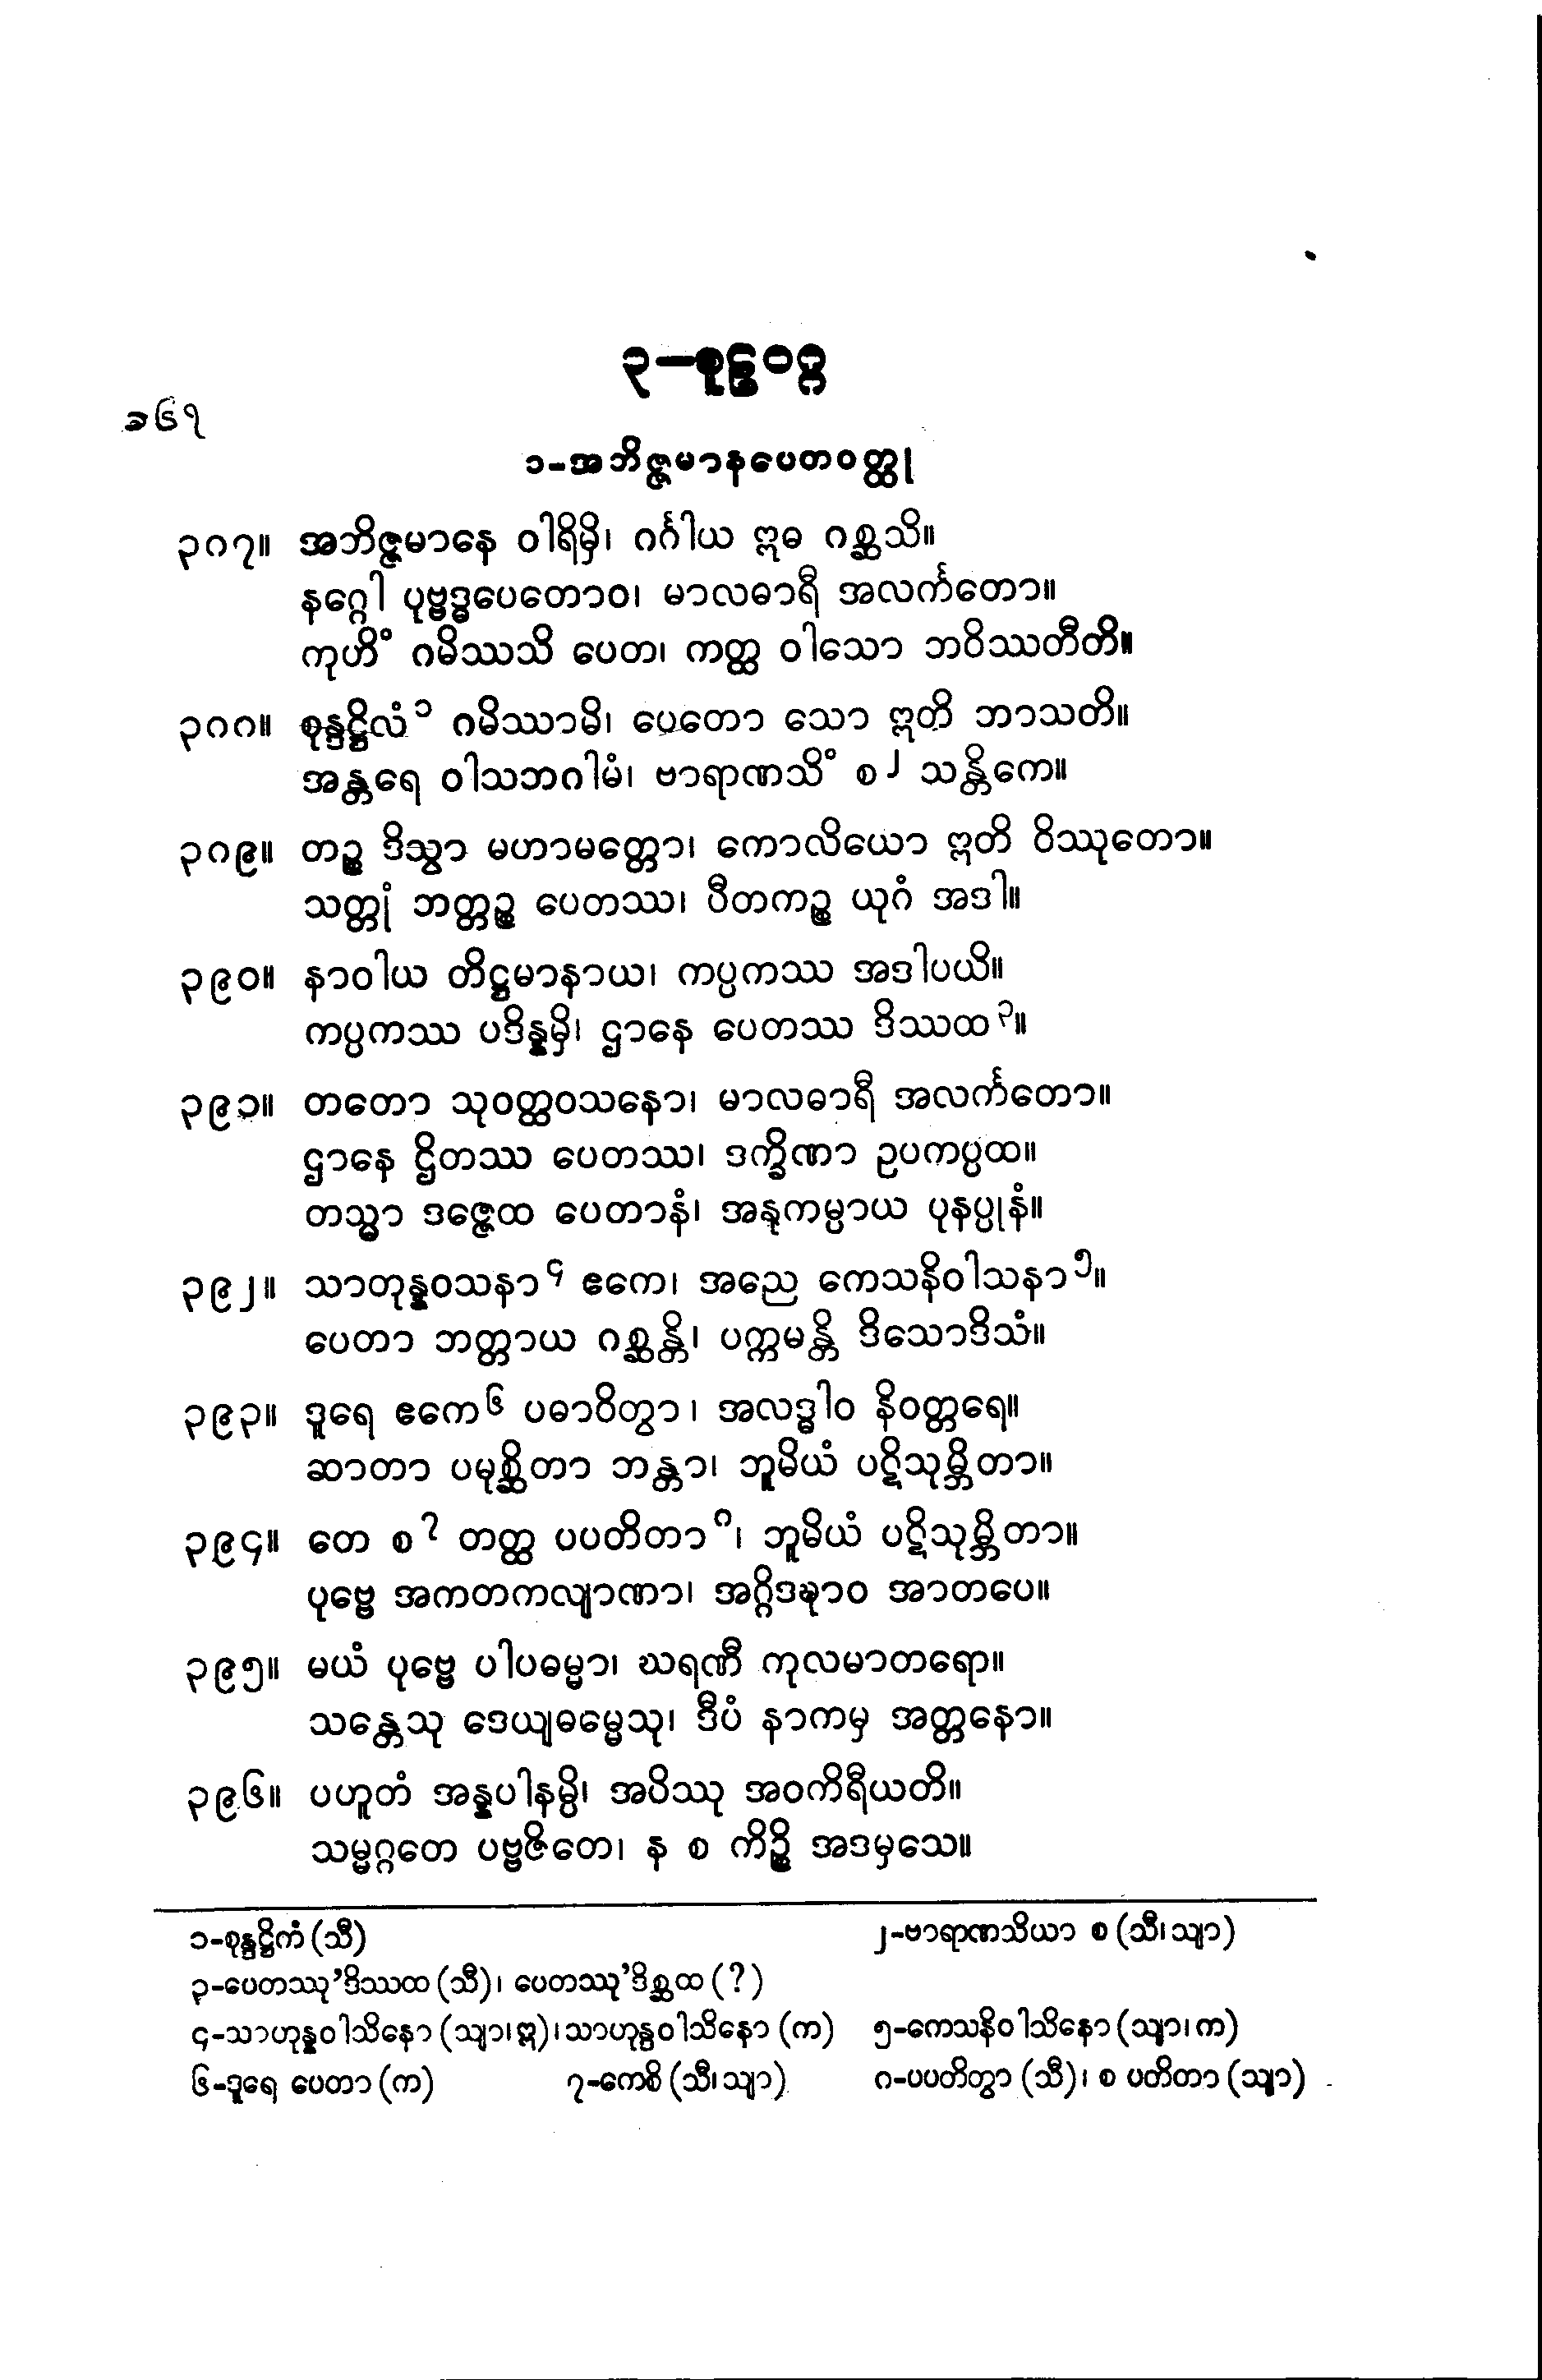 ၃-စူဠဝဂ္ဂ
၁၆၇
၁-အဘိဇ္ဇမာနပေတဝတ္ထု
၃၈၇။ အဘိဇ္ဇမာနေ ဝါရိမှိ၊ ဂင်္ဂါယ ဣဓ ဂစ္ဆသိ။
နဂ္ဂေါ ပုဗ္ဗဒ္ဓပေတောဝ၊ မာလဓာရီ အလင်္ကတော။
ကုဟိံ ဂမိဿသိ ပေတ၊ ကတ္ထ ဝါသော ဘဝိဿတီတိ။
၃၈၈။ စုန္ဒဋ္ဌိလံ၁ ဂမိဿာမိ၊ ပေတော သော ဣတိ ဘာသတိ။
အန္တရေ ဝါသဘဂါမံ၊ ဗာရာဏသိံ စ၂ သန္တိကေ။
၃၈၉။ တဉ္စ ဒိသွာ မဟာမတ္တော၊ ကောလိယော ဣတိ ဝိဿုတော။
သတ္တုံ ဘတ္တဉ္စ ပေတဿ၊ ပီတကဉ္စ ယုဂံ အဒါ။
၃၉၀။ နာဝါယ တိဋ္ဌမာနာယ၊ ကပ္ပကဿ အဒါပယိ။
ကပ္ပကဿ ပဒိန္နမှိ၊ ဌာနေ ပေတဿ ဒိဿထ၃။
၃၉၁။ တတော သုဝတ္ထဝသနော၊ မာလဓာရီ အလင်္ကတော။
ဌာနေ ဌိတဿ ပေတဿ၊ ဒက္ခိဏာ ဥပကပ္ပထ။
တသ္မာ ဒဇ္ဇေထ ပေတာနံ၊ အနုကမ္ပာယ ပုနပ္ပုနံ။
၃၉၂။ သာတုန္နဝသနာ၄ ဧကေ၊ အညေ ကေသနိဝါသနာ၅။
ပေတာ ဘတ္တာယ ဂစ္ဆန္တိ၊ ပက္ကမန္တိ ဒိသောဒိသံ။
၃၉၃။ ဒူရေ ဧကေ၆ ပဓာဝိတွာ၊ အလဒ္ဓါဝ နိဝတ္တရေ။
ဆာတာ ပမုစ္ဆိတာ ဘန္တာ၊ ဘူမိယံ ပဋိသုမ္ဘိတာ။
၃၉၄။ တေ စ၇ တတ္ထ ပပတိတာ၈၊ ဘူမိယံ ပဋိသုမ္ဘိတာ။
ပုဗ္ဗေ အကတကလျာဏာ၊ အဂ္ဂိဒဍ္ဎာဝ အာတပေ။
၃၉၅။ မယံ ပုဗ္ဗေ ပါပဓမ္မာ၊ ဃရဏီ ကုလမာတရော။
သန္တေသု ဒေယျဓမ္မေသု၊ ဒီပံ နာကမှ အတ္တနော။
၃၉၆။ ပဟူတံ အန္နပါနမ္ပိ၊ အပိဿု အဝကိရီယတိ။
သမ္မဂ္ဂတေ ပဗ္ဗဇိတေ၊ န စ ကိဉ္စိ အဒမှသေ။
၁-စုန္ဒဋ္ဌိကံ (သီ) ၂-ဗာရာဏသိယာ စ (သီ၊သျာ)
၃-ပေတဿု'ဒိဿထ (သီ)၊ ပေတဿု'ဒိစ္ဆထ (?)
၄-သာဟုန္နဝါသိနော (သျာ၊ဣ)၊ သာဟုန္ဒဝါသိနော (က) ၅-ကေသနိဝါသိနော (သျာ၊က)
၆-ဒူရေ ပေတာ (က) ၇-ကေစိ (သီ၊သျာ) ၈-ပပတိတွာ (သီ)၊ စ ပတိတာ (သျာ)